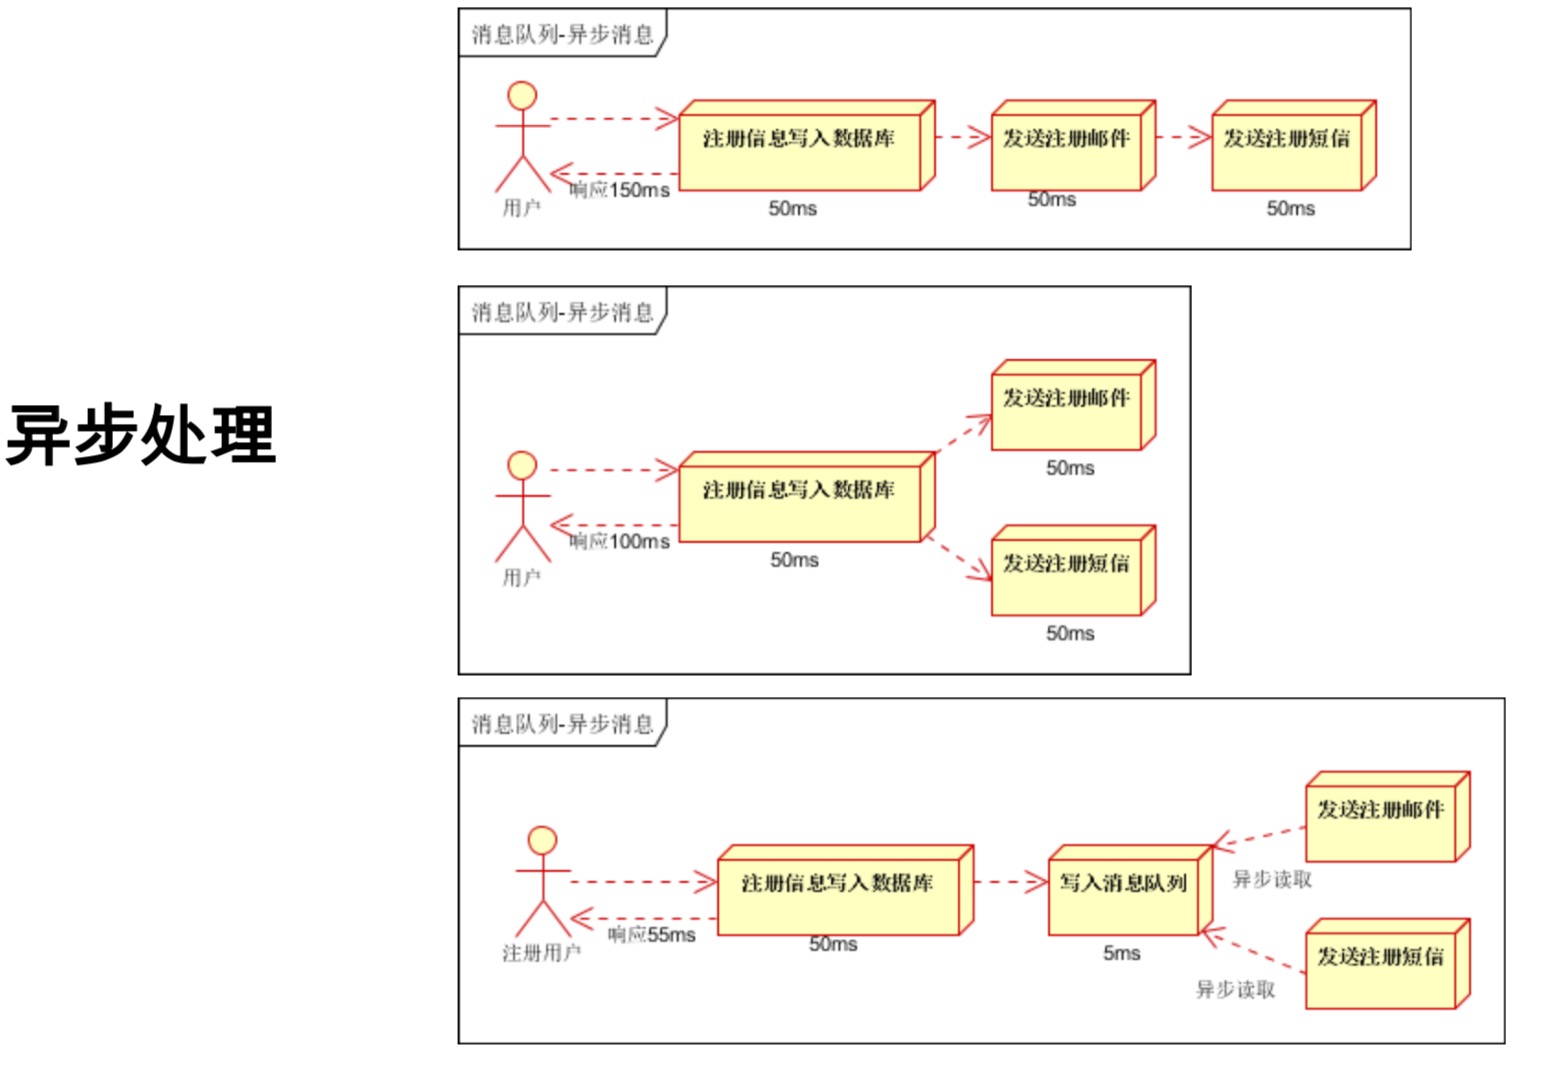 消息队列-异步消息
注册信息写入数据库
发送注册邮件
发送注册短信
响应150ms
用户
50ms
50ms
50ms
异步处理
消息队列-异步消息
发送注册邮件
50ms
注册信息写入数据库
响应100ms
用户
50ms
发送注册短信
50ms
消息队列-异步消息
发送注册邮件
注册信息写入数据库
写入消息队列
异步读取
响应55ms
注册用户
50ms
5ms
发送注册短信
异步读取